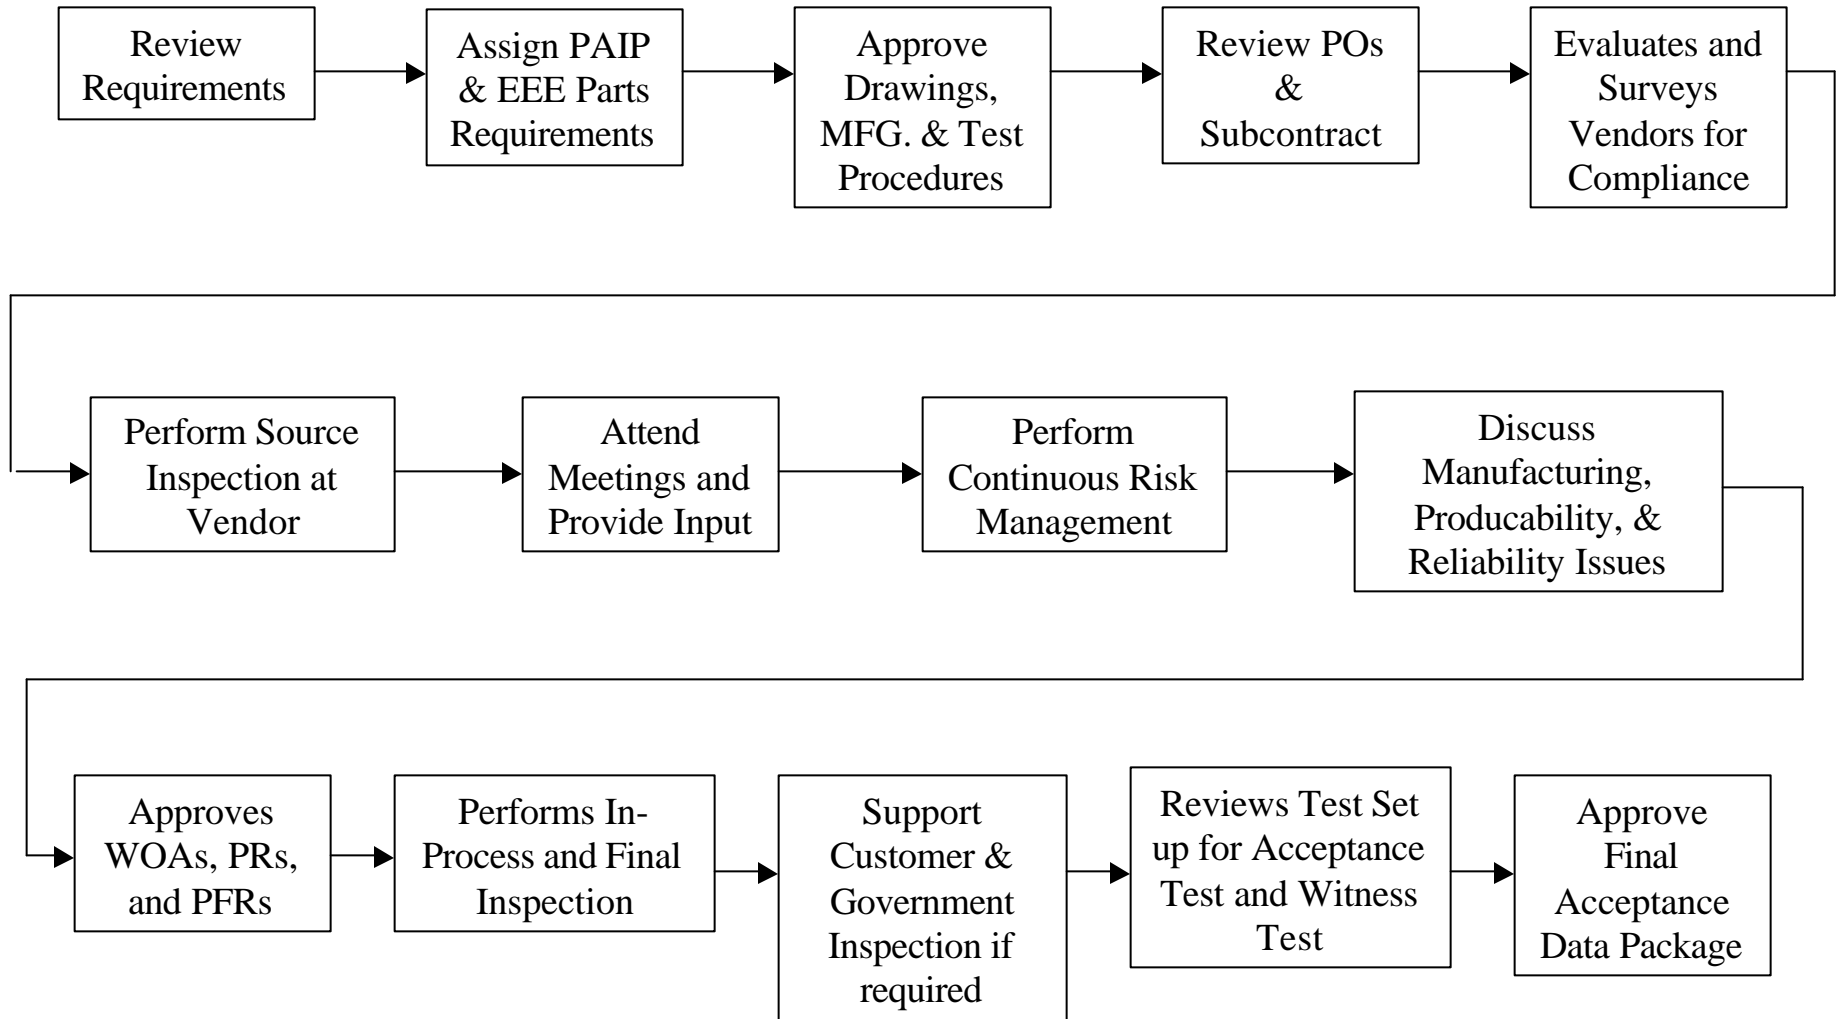 Review
Requirements
Assign PAIP
& EEE Parts
Requirements
Approve
Drawings,
MFG. & Test
Procedures
Review POs
&
Subcontract
Evaluates and
Surveys
Vendors for
Compliance
Perform Source
Inspection at
Vendor
Attend
Meetings and
Provide Input
Perform
Continuous Risk
Management
Discuss
Manufacturing,
Producability, &
Reliability Issues
Approves
WOAs, PRs,
and PFRs
Performs In-
Process and Final
Inspection
Support
Customer &
Government
Inspection if
required
Reviews Test Set
up for Acceptance
Test and Witness
Test
Approve
Final
Acceptance
Data Package